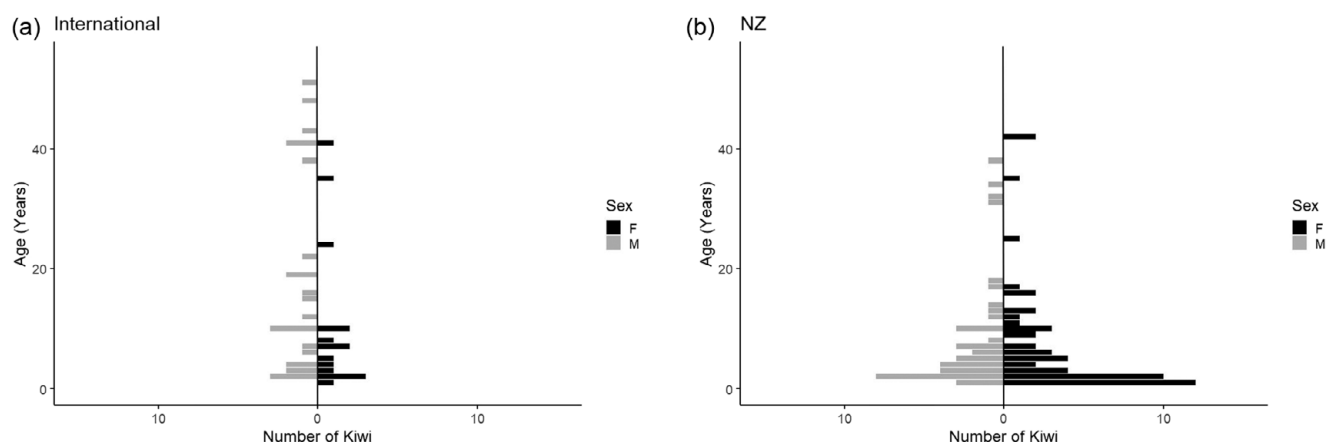 (a) International
40
20
0
Age (Years)
10 0 10
Number of Kiwi
Sex
F
M
(b) NZ
40
20
0
Age (Years)
10 0 10
Number of Kiwi
Sex
F
M